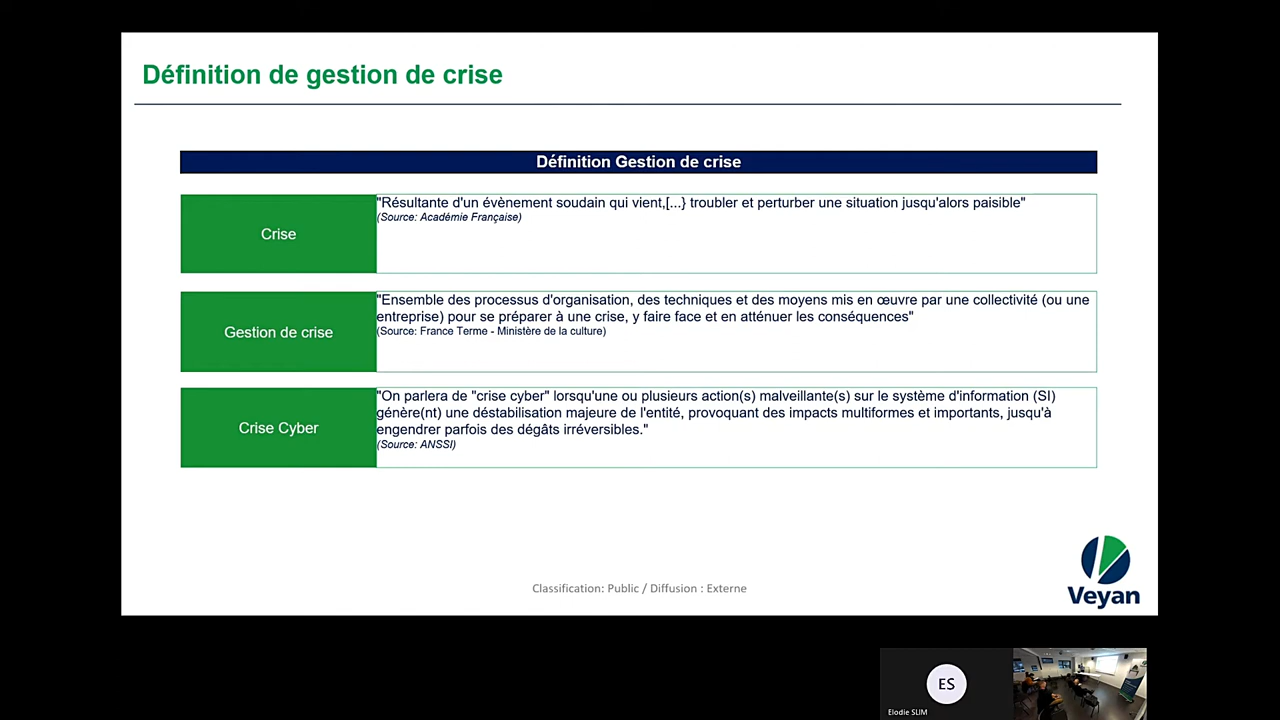 Définition de gestion de crise
Définition Gestion de crise
Crise
"Résultante d'un évènement soudain qui vient,[...} troubler et perturber une situation jusqu'alors paisible"
(Source: Académie Française)
Gestion de crise
"Ensemble des processus d'organisation, des techniques et des moyens mis en œuvre par une collectivité (ou une
entreprise) pour se préparer à une crise, y faire face et en atténuer les conséquences"
(Source: France Terme - Ministère de la culture)
Crise Cyber
"On parlera de "crise cyber" lorsqu'une ou plusieurs action(s) malveillante(s) sur le système d'information (SI)
génère(nt) une déstabilisation majeure de l'entité, provoquant des impacts multiformes et importants, jusqu'à
engendrer parfois des dégâts irréversibles."
(Source: ANSSI)
Classification: Public / Diffusion : Externe
Veyan
ES
Elodie SLIM